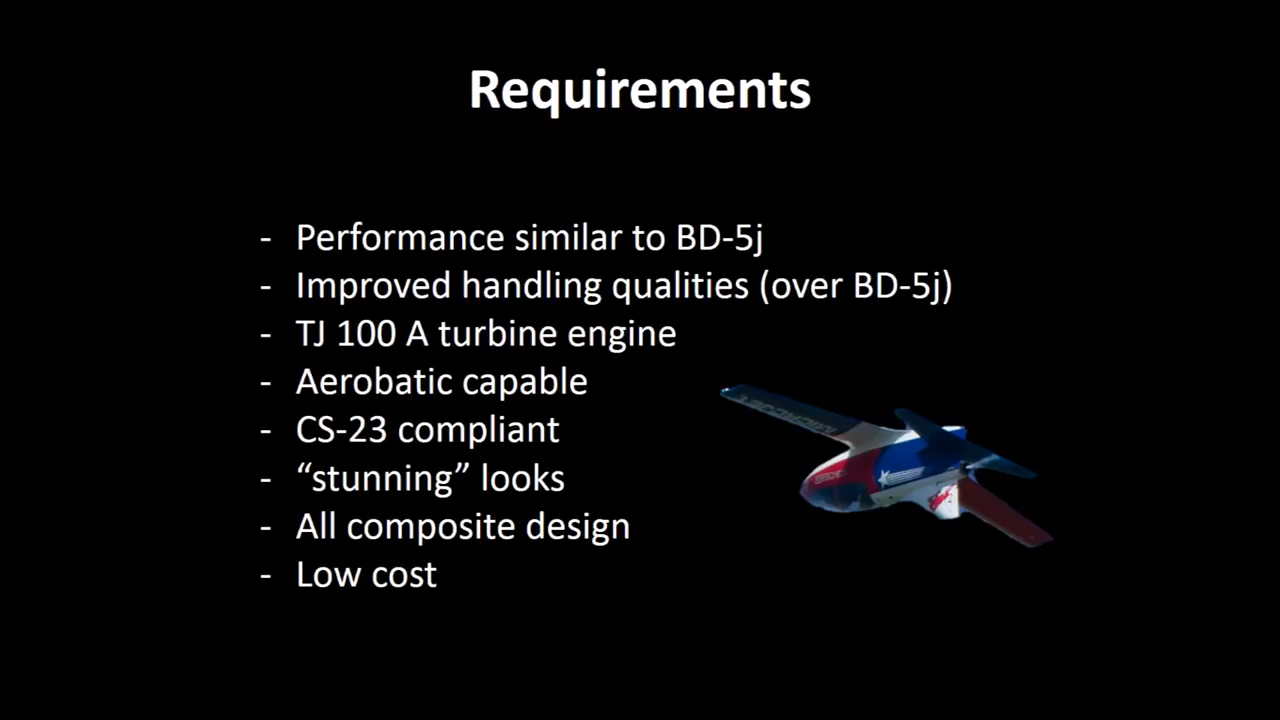 Requirements
- Performance similar to BD-5j
- Improved handling qualities (over BD-5j)
- TJ 100 A turbine engine
- Aerobatic capable
- CS-23 compliant
- “stunning” looks
- All composite design
- Low cost
MICROJET